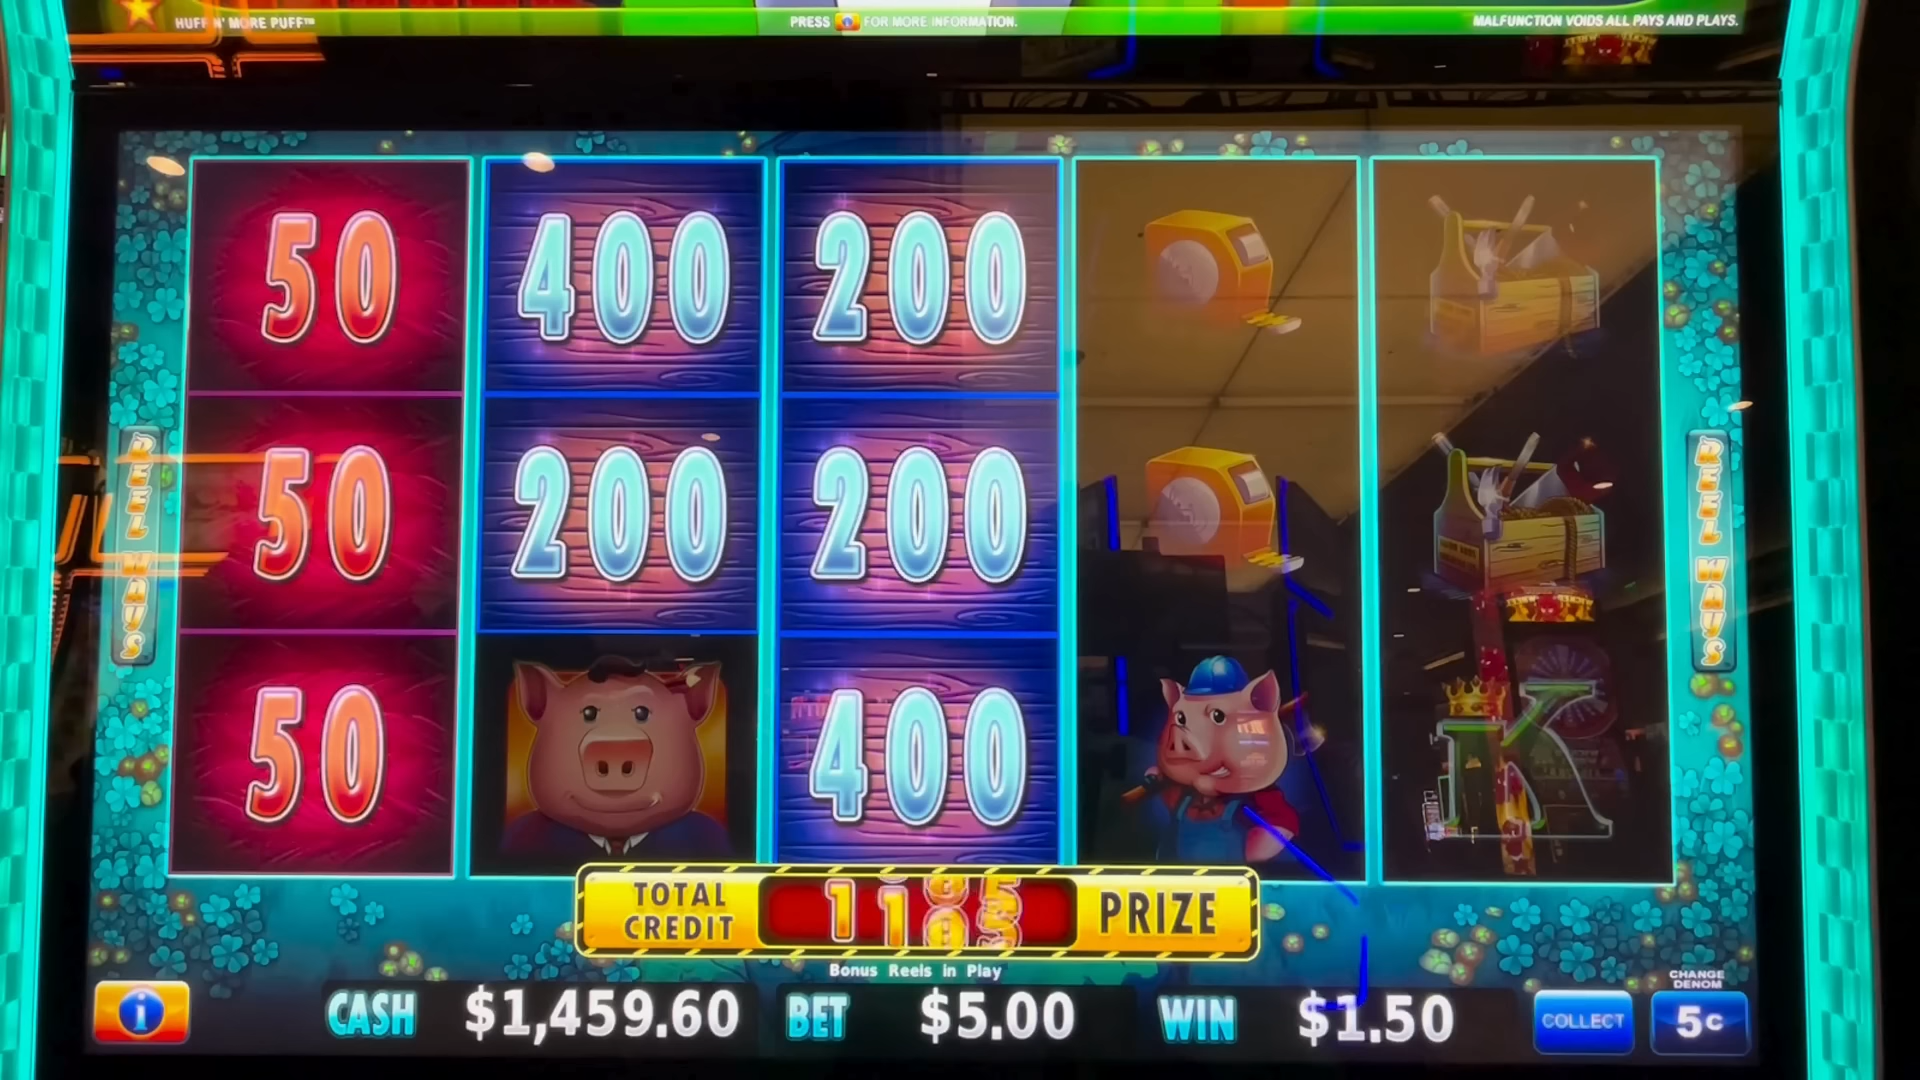 HUFF N' MORE PUFF™
PRESS i FOR MORE INFORMATION.
MALFUNCTION VOIDS ALL PAYS AND PLAYS.
50 400 200
50 200 200
50 400
K
REEL WAYS
REEL WAYS
TOTAL CREDIT
PRIZE
Bonus Reels in Play
CASH $1,459.60 BET $5.00 WIN $1.50
COLLECT
CHANGE DENOM
5¢